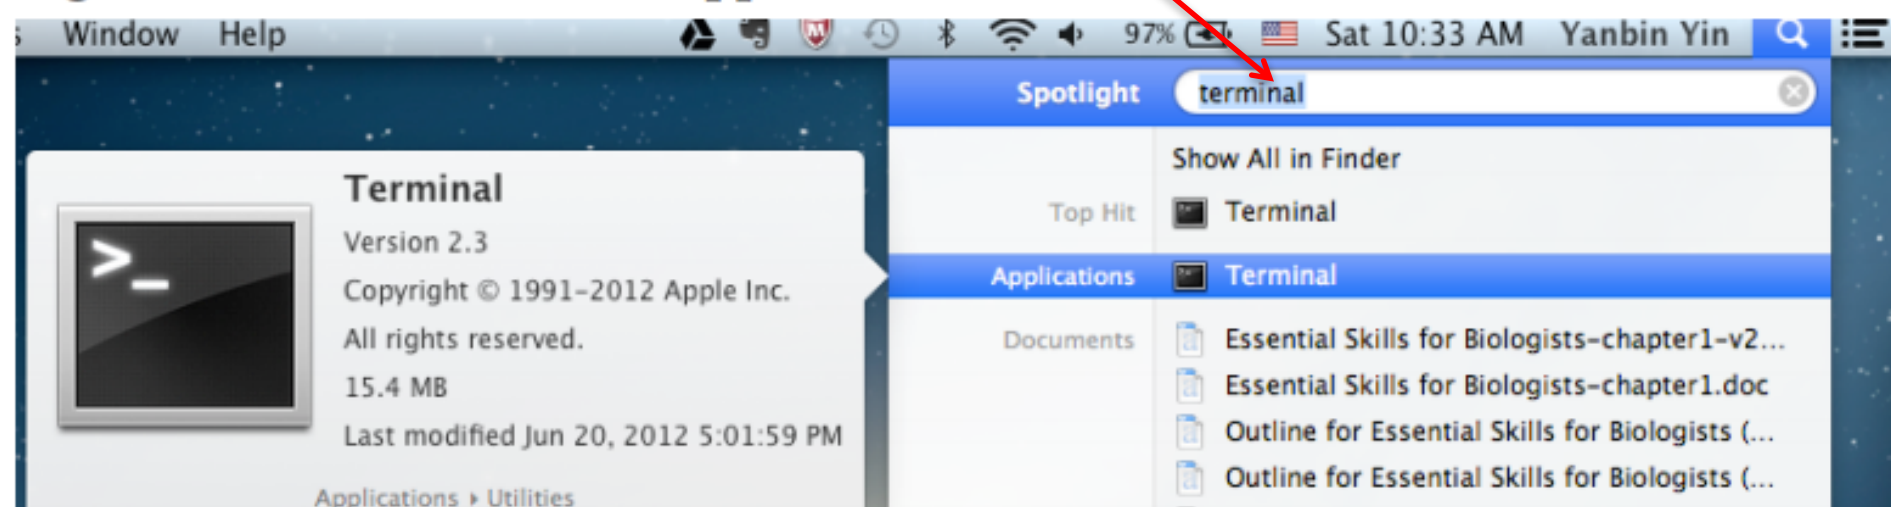 Window Help 97% Sat 10:33 AM Yanbin Yin
Spotlight terminal
Show All in Finder
Top Hit Terminal
Applications Terminal
Documents Essential Skills for Biologists-chapter1-v2...
Essential Skills for Biologists-chapter1.doc
Outline for Essential Skills for Biologists (...
Outline for Essential Skills for Biologists (...
Terminal
Version 2.3
Copyright © 1991-2012 Apple Inc.
All rights reserved.
15.4 MB
Last modified Jun 20, 2012 5:01:59 PM
Applications ▸ Utilities